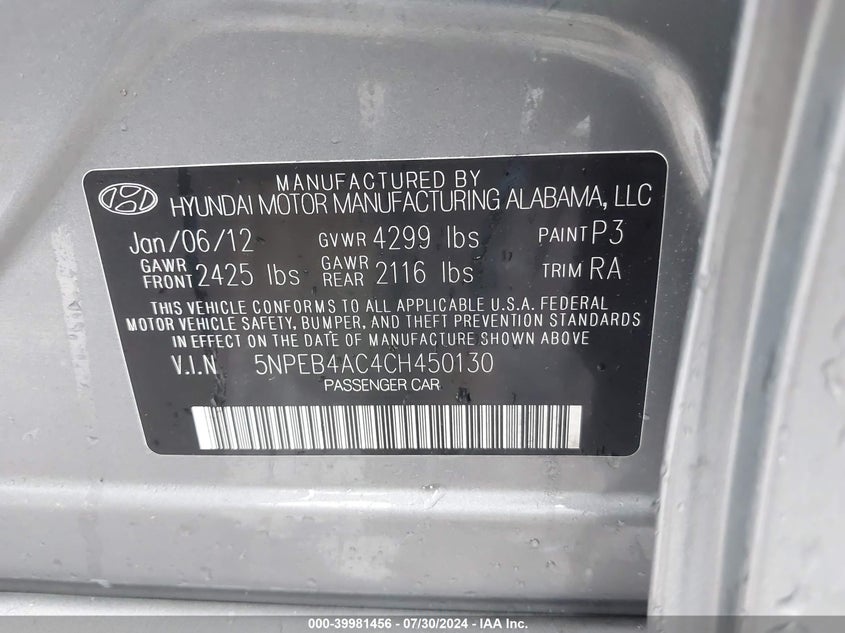 MANUFACTURED BY
HYUNDAI MOTOR MANUFACTURING ALABAMA, LLC
Jan/06/12 GVWR 4299 lbs PAINT P3
GAWR FRONT 2425 lbs GAWR REAR 2116 lbs TRIM RA
THIS VEHICLE CONFORMS TO ALL APPLICABLE U.S.A. FEDERAL
MOTOR VEHICLE SAFETY, BUMPER, AND THEFT PREVENTION STANDARDS
IN EFFECT ON THE DATE OF MANUFACTURE SHOWN ABOVE
V.I.N 5NPEB4AC4CH450130
PASSENGER CAR
000-39981456 - 07/30/2024 - IAA Inc.